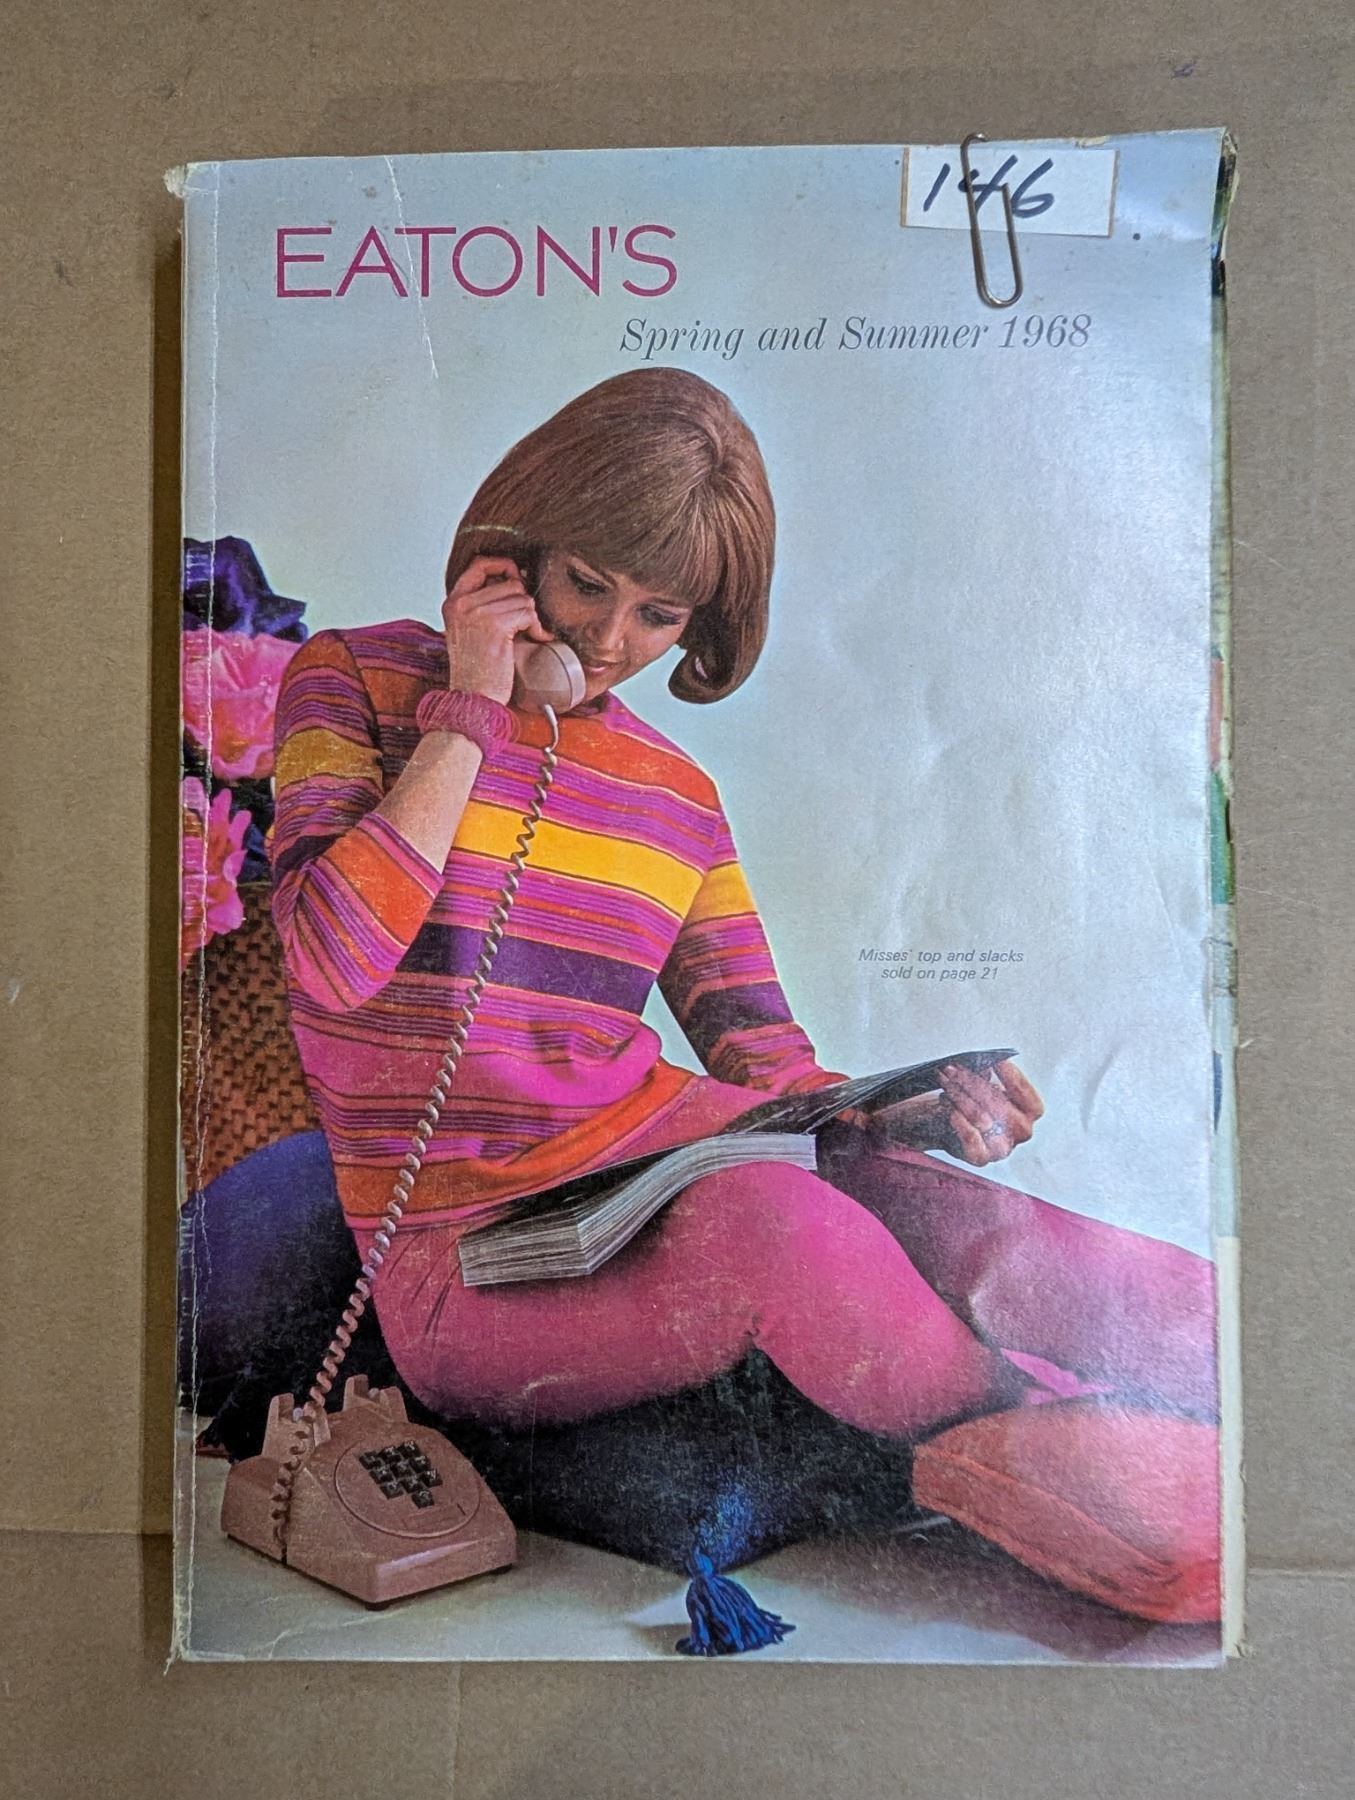 146
EATON'S
Spring and Summer 1968
Misses' top and slacks
sold on page 21